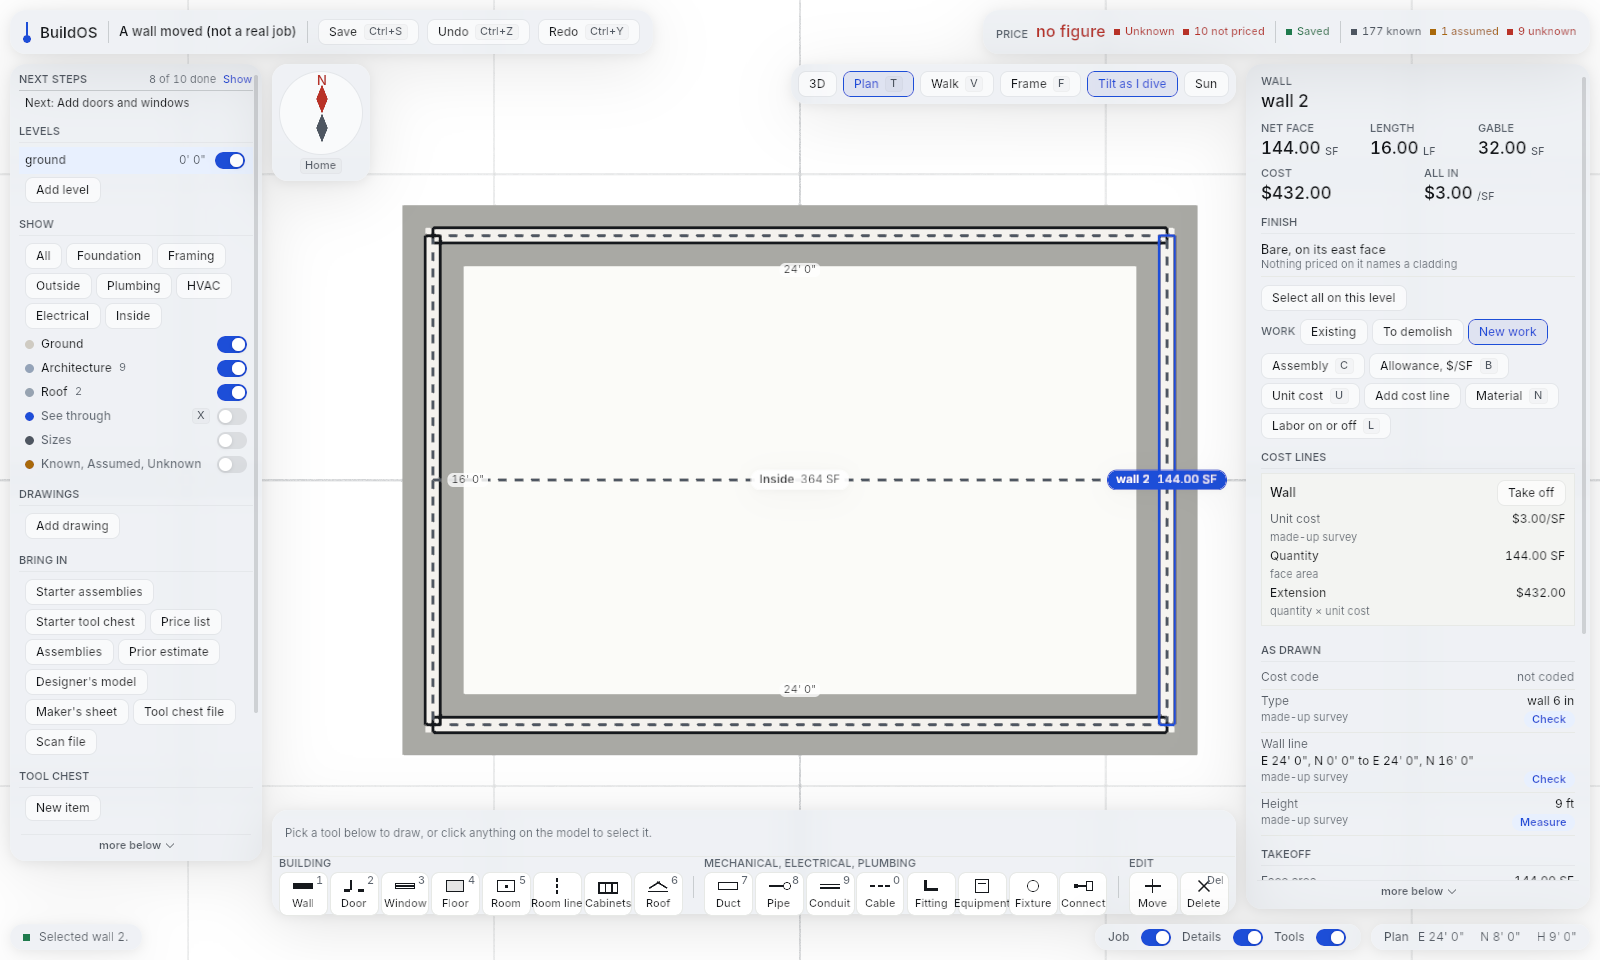 BuildOS
A wall moved (not a real job)
Save Ctrl+S
Undo Ctrl+Z
Redo Ctrl+Y
PRICE no figure
Unknown
10 not priced
Saved
177 known
1 assumed
9 unknown
NEXT STEPS 8 of 10 done Show
Next: Add doors and windows
LEVELS
ground 0' 0"
Add level
SHOW
All Foundation Framing
Outside Plumbing HVAC
Electrical Inside
Ground
Architecture 9
Roof 2
See through X
Sizes
Known, Assumed, Unknown
DRAWINGS
Add drawing
BRING IN
Starter assemblies
Starter tool chest Price list
Assemblies Prior estimate
Designer's model
Maker's sheet Tool chest file
Scan file
TOOL CHEST
New item
more below
N
Home
3D
Plan T
Walk V
Frame F
Tilt as I dive
Sun
24' 0"
16' 0"
Inside 364 SF
wall 2 144.00 SF
24' 0"
WALL
wall 2
NET FACE LENGTH GABLE
144.00 SF 16.00 LF 32.00 SF
COST ALL IN
$432.00 $3.00 /SF
FINISH
Bare, on its east face
Nothing priced on it names a cladding
Select all on this level
WORK Existing To demolish New work
Assembly C Allowance, $/SF B
Unit cost U Add cost line Material N
Labor on or off L
COST LINES
Wall Take off
Unit cost $3.00/SF
made-up survey
Quantity 144.00 SF
face area
Extension $432.00
quantity × unit cost
AS DRAWN
Cost code not coded
Type wall 6 in
made-up survey Check
Wall line
E 24' 0", N 0' 0" to E 24' 0", N 16' 0"
made-up survey Check
Height 9 ft
made-up survey Measure
TAKEOFF
Face area 144.00 SF
more below
Pick a tool below to draw, or click anything on the model to select it.
BUILDING
1 Wall
2 Door
3 Window
4 Floor
5 Room
Room line
Cabinets
6 Roof
MECHANICAL, ELECTRICAL, PLUMBING
7 Duct
8 Pipe
9 Conduit
0 Cable
Fitting
Equipment
Fixture
Connect
EDIT
Move
Del Delete
Selected wall 2.
Job Details Tools
Plan E 24' 0" N 8' 0" H 9' 0"